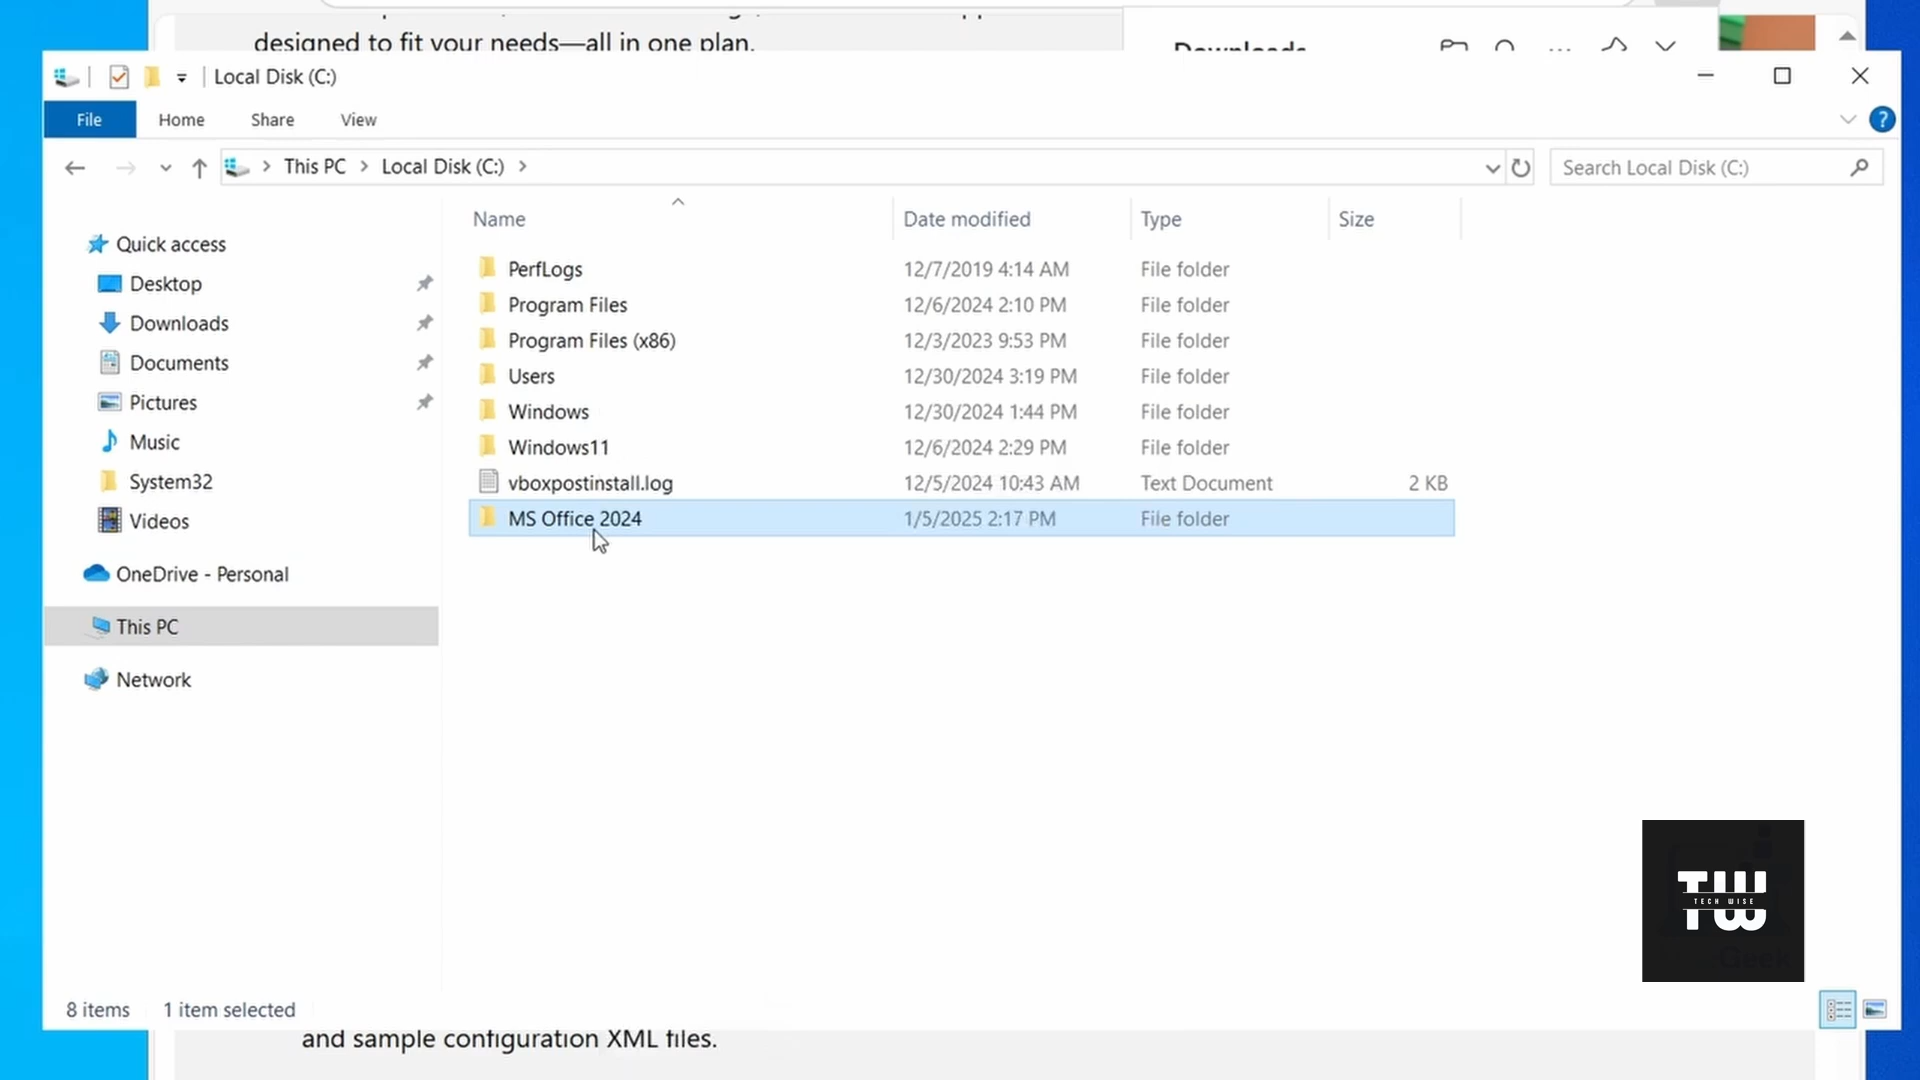 designed to fit your needs—all in one plan.
Downloads
Local Disk (C:)
File Home Share View
This PC Local Disk (C:)
Search Local Disk (C:)
Name Date modified Type Size
Quick access
Desktop
Downloads
Documents
Pictures
Music
System32
Videos
OneDrive - Personal
This PC
Network
PerfLogs 12/7/2019 4:14 AM File folder
Program Files 12/6/2024 2:10 PM File folder
Program Files (x86) 12/3/2023 9:53 PM File folder
Users 12/30/2024 3:19 PM File folder
Windows 12/30/2024 1:44 PM File folder
Windows11 12/6/2024 2:29 PM File folder
vboxpostinstall.log 12/5/2024 10:43 AM Text Document 2 KB
MS Office 2024 1/5/2025 2:17 PM File folder
TW
TECH WISE
Geek
8 items 1 item selected
and sample configuration XML files.